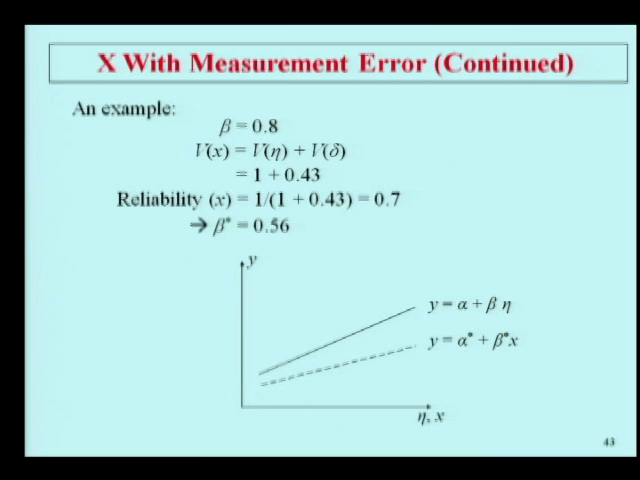 X With Measurement Error (Continued)
An example:
β = 0.8
V(x) = V(η) + V(δ)
= 1 + 0.43
Reliability (x) = 1/(1 + 0.43) = 0.7
→ β* = 0.56
y
y = α + β η
y = α* + β*x
η, x
43